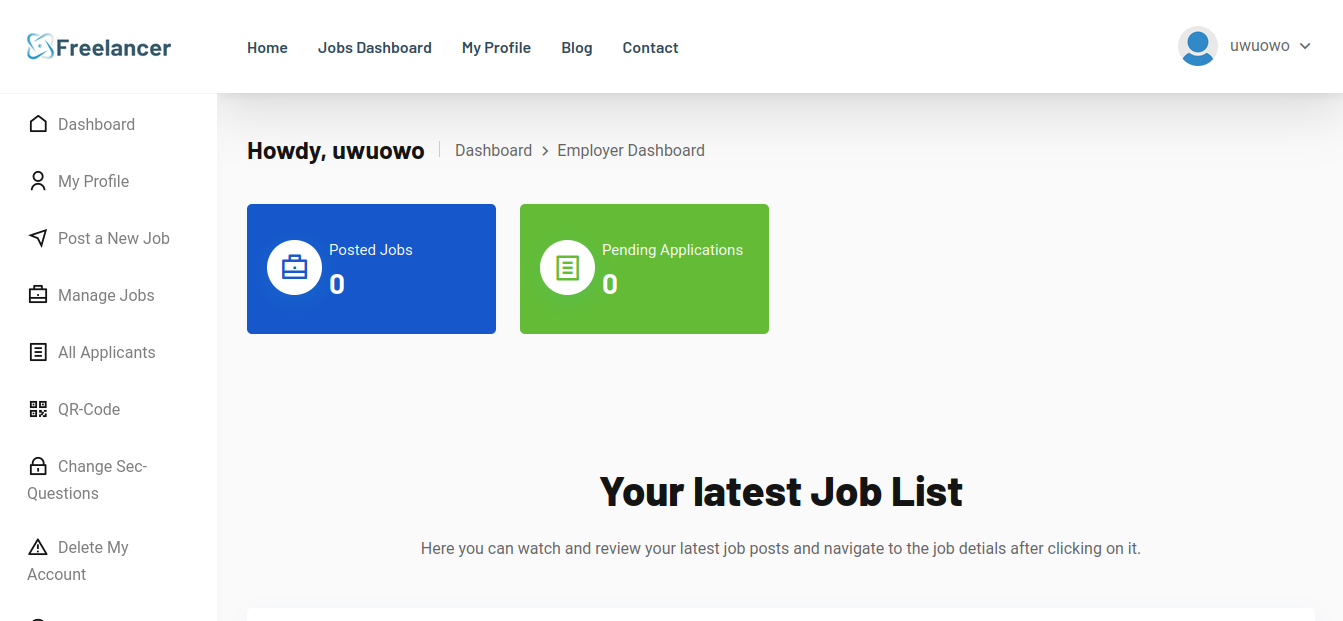 Freelancer
Home
Jobs Dashboard
My Profile
Blog
Contact
uwuowo
Dashboard
My Profile
Post a New Job
Manage Jobs
All Applicants
QR-Code
Change Sec-
Questions
Delete My
Account
Howdy, uwuowo
Dashboard > Employer Dashboard
Posted Jobs
0
Pending Applications
0
Your latest Job List
Here you can watch and review your latest job posts and navigate to the job detials after clicking on it.